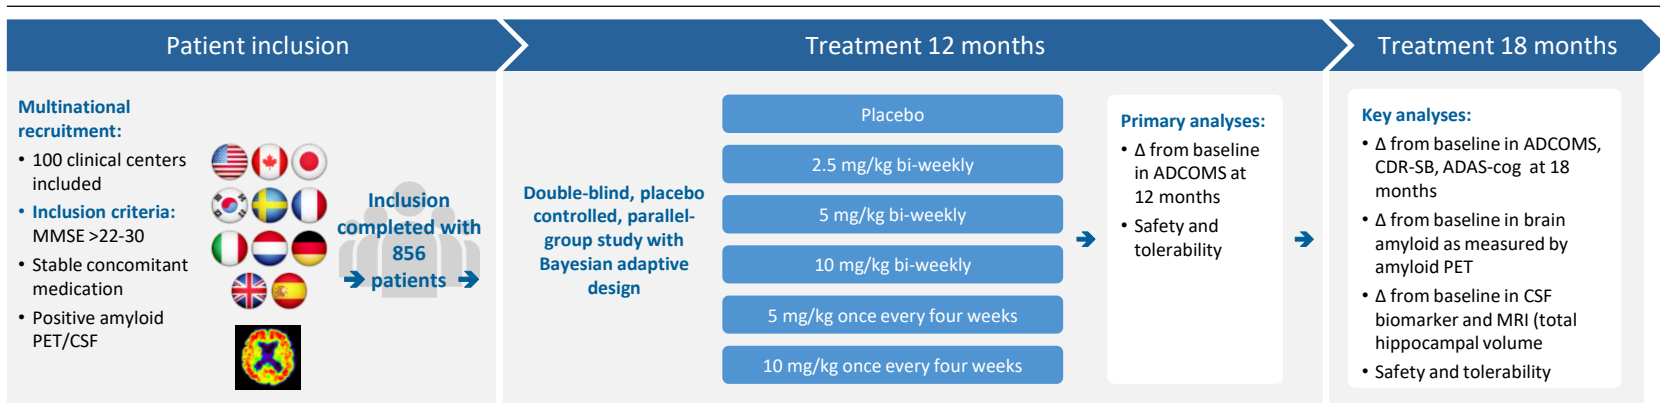 Patient inclusion
Treatment 12 months
Treatment 18 months
Multinational
recruitment:
• 100 clinical centers
included
• Inclusion criteria:
MMSE >22-30
• Stable concomitant
medication
• Positive amyloid
PET/CSF
Inclusion
completed with
856
patients
Double-blind, placebo
controlled, parallel-
group study with
Bayesian adaptive
design
Placebo
2.5 mg/kg bi-weekly
5 mg/kg bi-weekly
10 mg/kg bi-weekly
5 mg/kg once every four weeks
10 mg/kg once every four weeks
Primary analyses:
• Δ from baseline
in ADCOMS at
12 months
• Safety and
tolerability
Key analyses:
• Δ from baseline in ADCOMS,
CDR-SB, ADAS-cog at 18
months
• Δ from baseline in brain
amyloid as measured by
amyloid PET
• Δ from baseline in CSF
biomarker and MRI (total
hippocampal volume
• Safety and tolerability